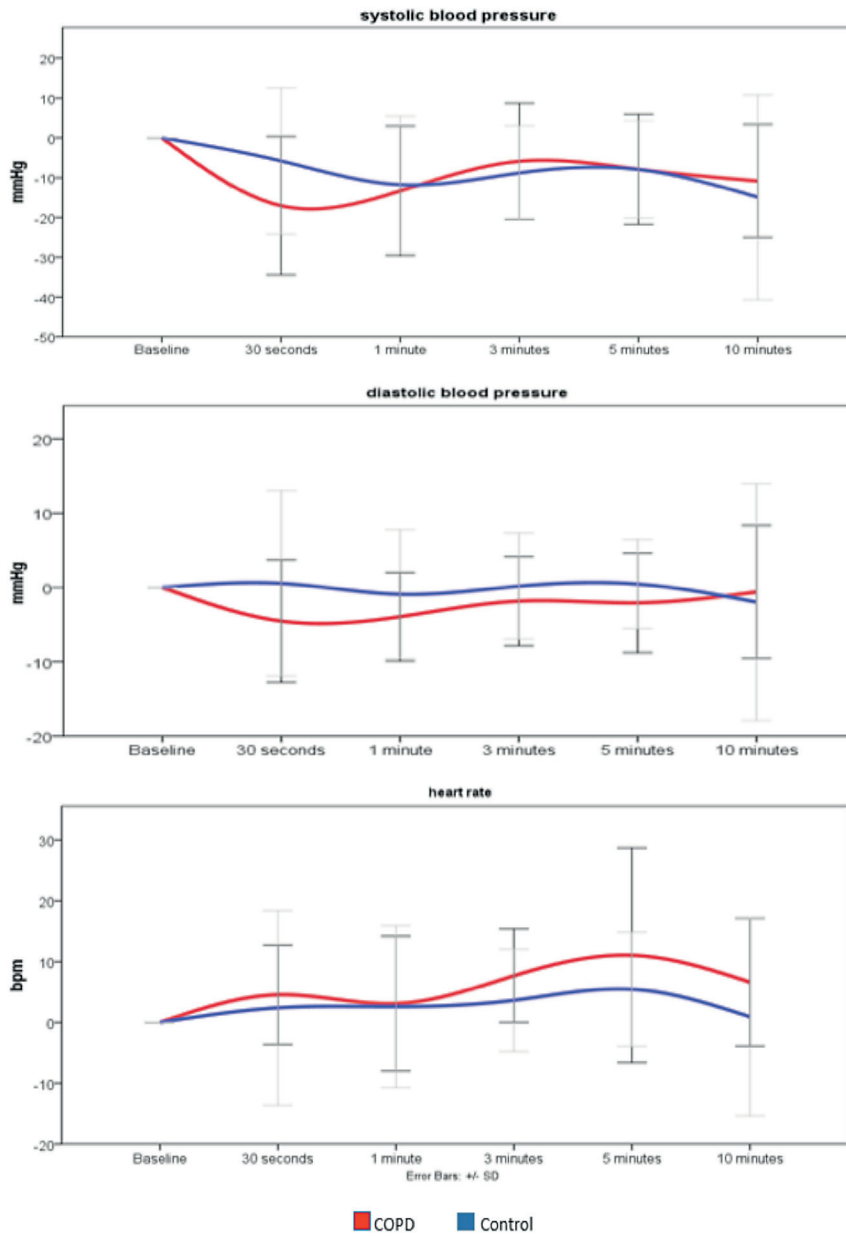 systolic blood pressure
20
10
0
-10
-20
-30
-40
-50
mmHg
Baseline 30 seconds 1 minute 3 minutes 5 minutes 10 minutes
diastolic blood pressure
20
10
0
-10
-20
mmHg
Baseline 30 seconds 1 minute 3 minutes 5 minutes 10 minutes
heart rate
30
20
10
0
-10
-20
bpm
Baseline 30 seconds 1 minute 3 minutes 5 minutes 10 minutes
Error Bars: +/- SD
COPD Control